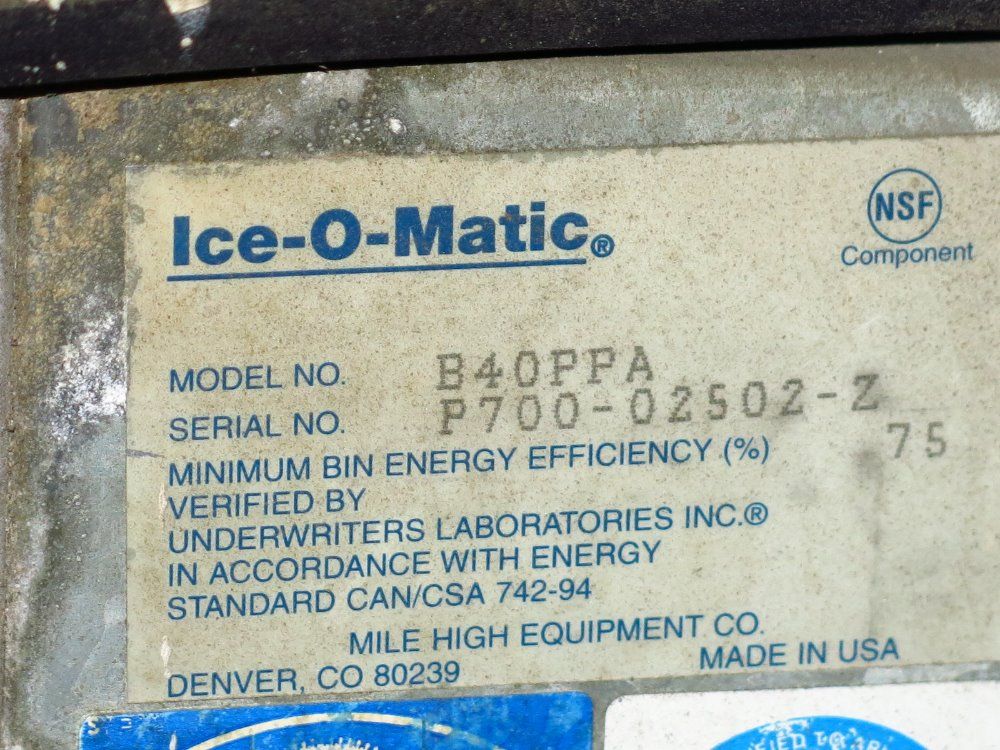 Ice-O-Matic®
NSF
Component
MODEL NO. B40PPA
SERIAL NO. P700-02502-Z
MINIMUM BIN ENERGY EFFICIENCY (%) 75
VERIFIED BY
UNDERWRITERS LABORATORIES INC.®
IN ACCORDANCE WITH ENERGY
STANDARD CAN/CSA 742-94
MILE HIGH EQUIPMENT CO.
DENVER, CO 80239 MADE IN USA